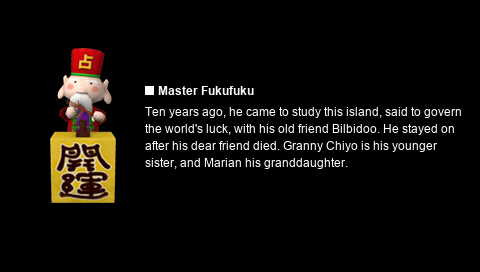 占
開
運
Master Fukufuku
Ten years ago, he came to study this island, said to govern
the world's luck, with his old friend Bilbidoo. He stayed on
after his dear friend died. Granny Chiyo is his younger
sister, and Marian his granddaughter.